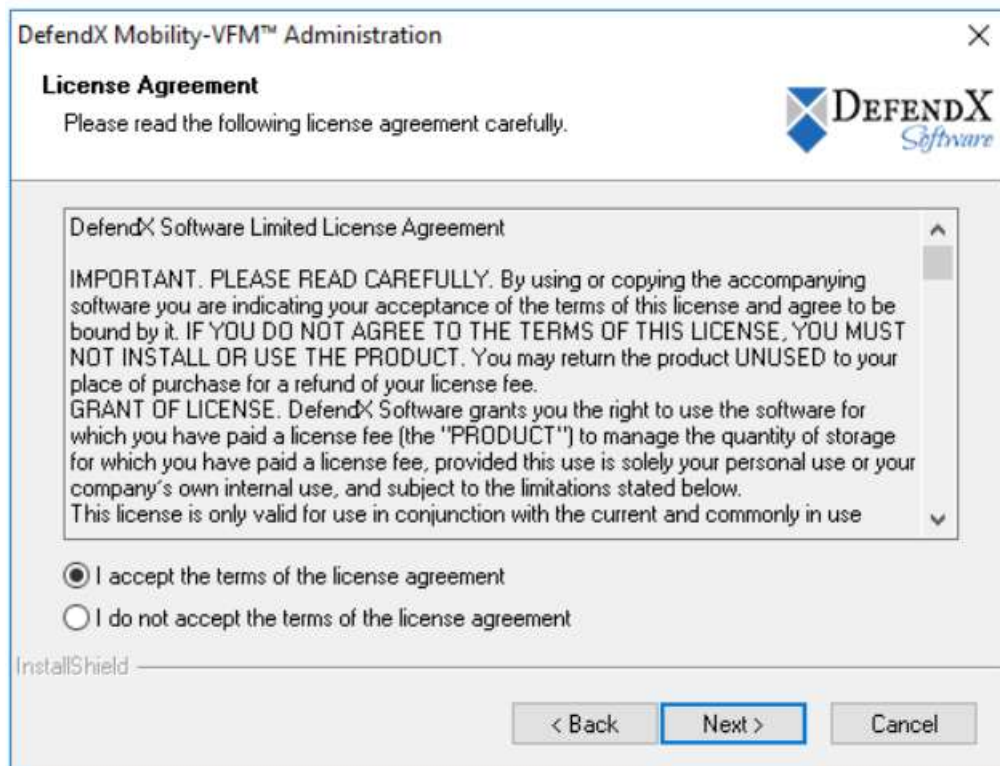 DefendX Mobility-VFM™ Administration
License Agreement
Please read the following license agreement carefully.
DEFENDX
Software
DefendX Software Limited License Agreement
IMPORTANT. PLEASE READ CAREFULLY. By using or copying the accompanying
software you are indicating your acceptance of the terms of this license and agree to be
bound by it. IF YOU DO NOT AGREE TO THE TERMS OF THIS LICENSE, YOU MUST
NOT INSTALL OR USE THE PRODUCT. You may return the product UNUSED to your
place of purchase for a refund of your license fee.
GRANT OF LICENSE. DefendX Software grants you the right to use the software for
which you have paid a license fee (the "PRODUCT") to manage the quantity of storage
for which you have paid a license fee, provided this use is solely your personal use or your
company's own internal use, and subject to the limitations stated below.
This license is only valid for use in conjunction with the current and commonly in use
I accept the terms of the license agreement
I do not accept the terms of the license agreement
InstallShield
< Back
Next >
Cancel